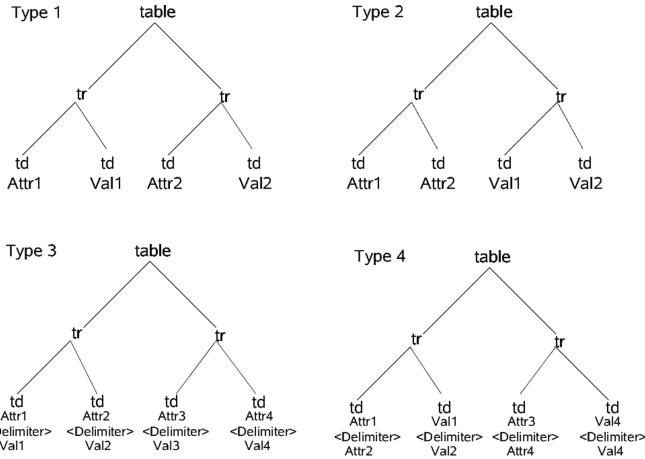 Type 1
table
tr
tr
td
td
td
td
Attr1
Val1
Attr2
Val2
Type 2
table
tr
tr
td
td
td
td
Attr1
Attr2
Val1
Val2
Type 3
table
tr
tr
td
td
td
td
Attr1
Attr2
Attr3
Attr4
Delimiter>
<Delimiter>
<Delimiter>
<Delimiter>
Val1
Val2
Val3
Val4
Type 4
table
tr
tr
td
td
td
td
Attr1
Val1
Attr3
Val4
<Delimiter>
<Delimiter>
<Delimiter>
<Delimiter>
Attr2
Val2
Attr4
Val4